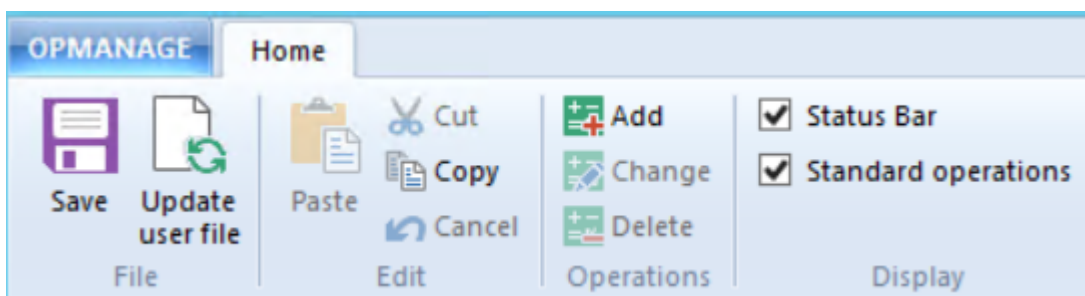 OPMANAGE
Home
Save
Update
user file
File
Paste
Cut
Copy
Cancel
Edit
Add
Change
Delete
Operations
Status Bar
Standard operations
Display